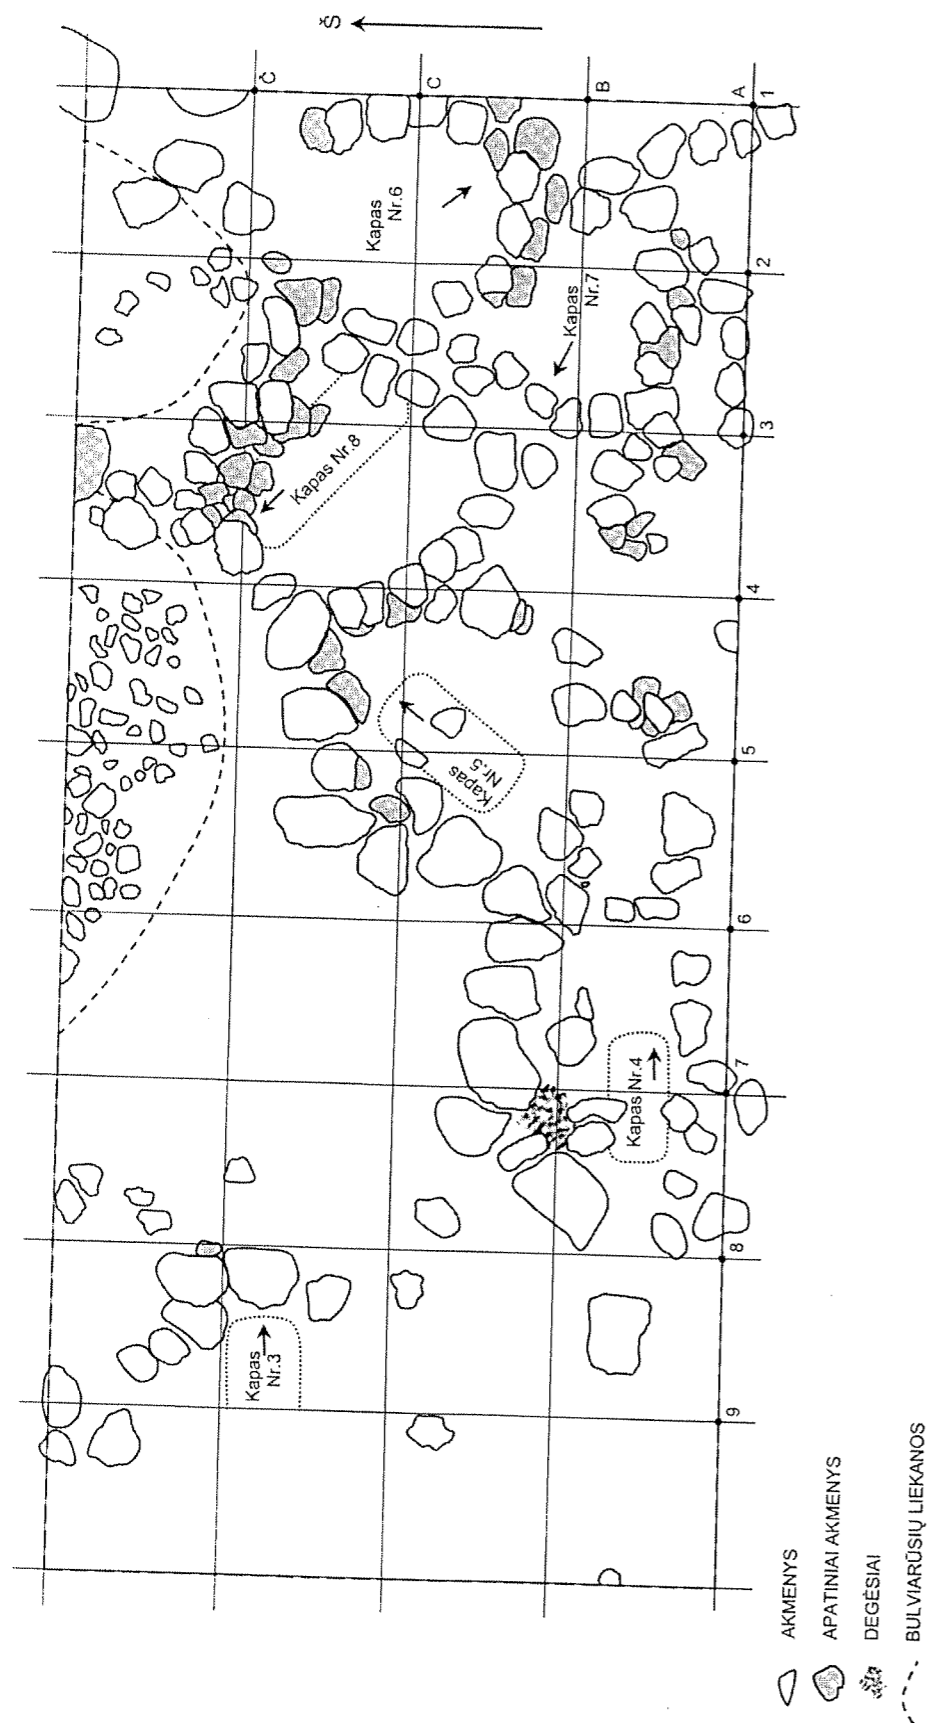 Š
Č
C
B
A
1
2
3
4
5
6
7
8
9
Kapas
Nr.6
Kapas
Nr.7
Kapas Nr.8
Kapas
Nr.5
Kapas Nr.4
Kapas
Nr.3
AKMENYS
APATINIAI AKMENYS
DEGĖSIAI
BULVIARŪSIŲ LIEKANOS